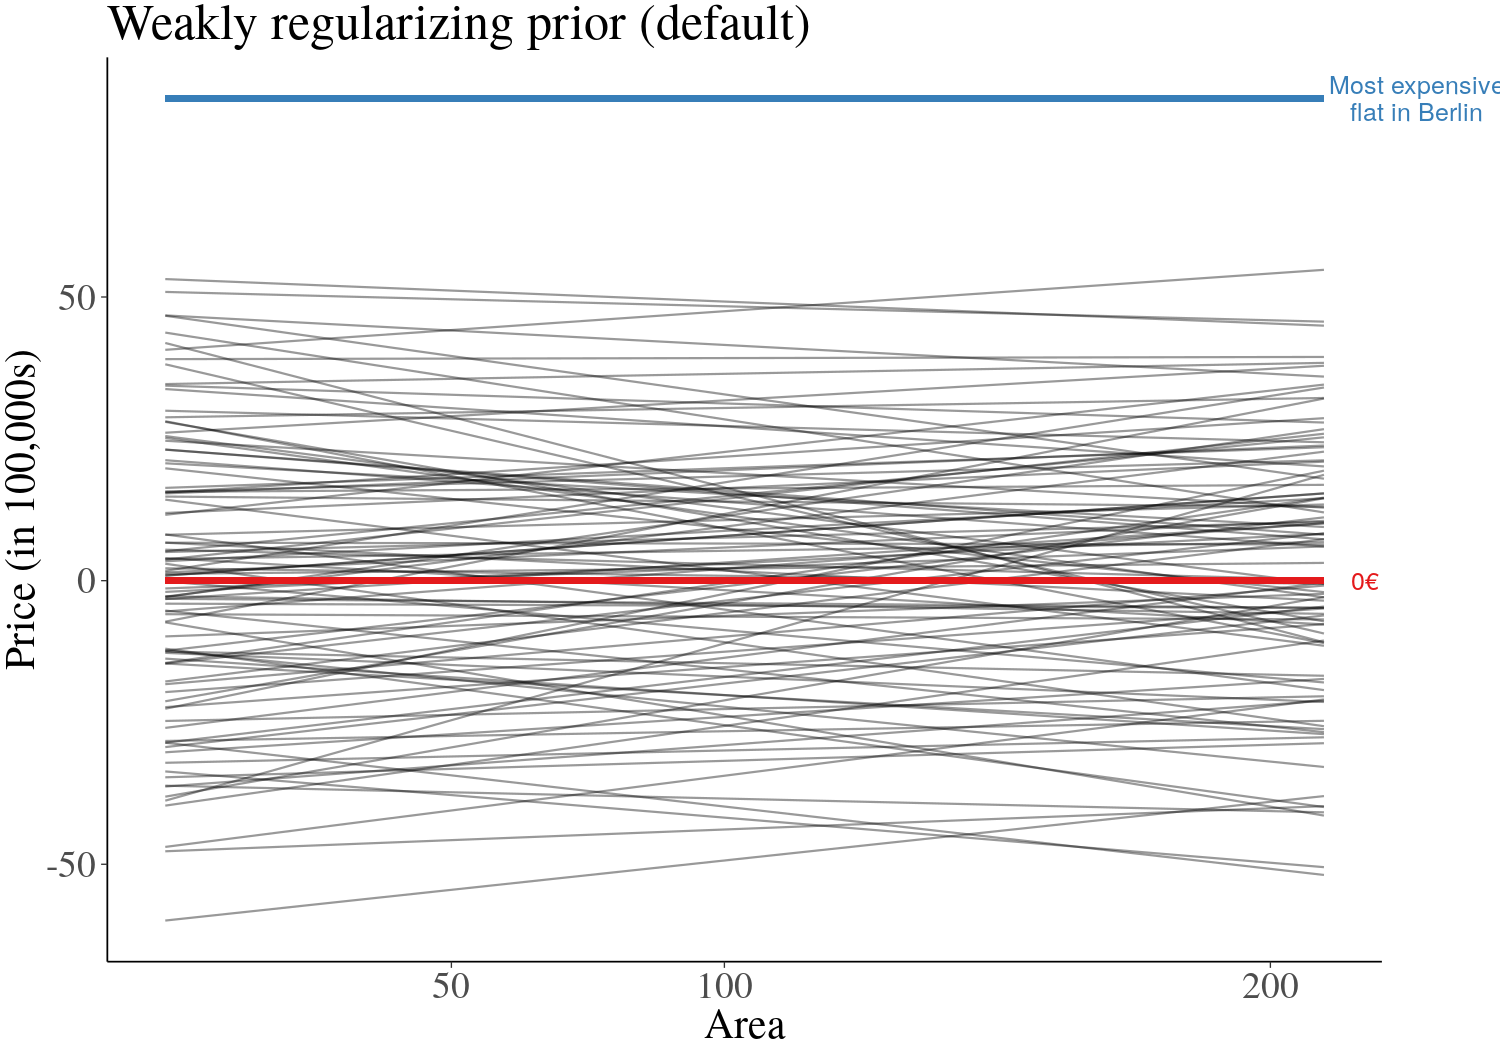 Weakly regularizing prior (default)
Most expensive
flat in Berlin
50
0
-50
0€
Price (in 100,000s)
50
100
200
Area